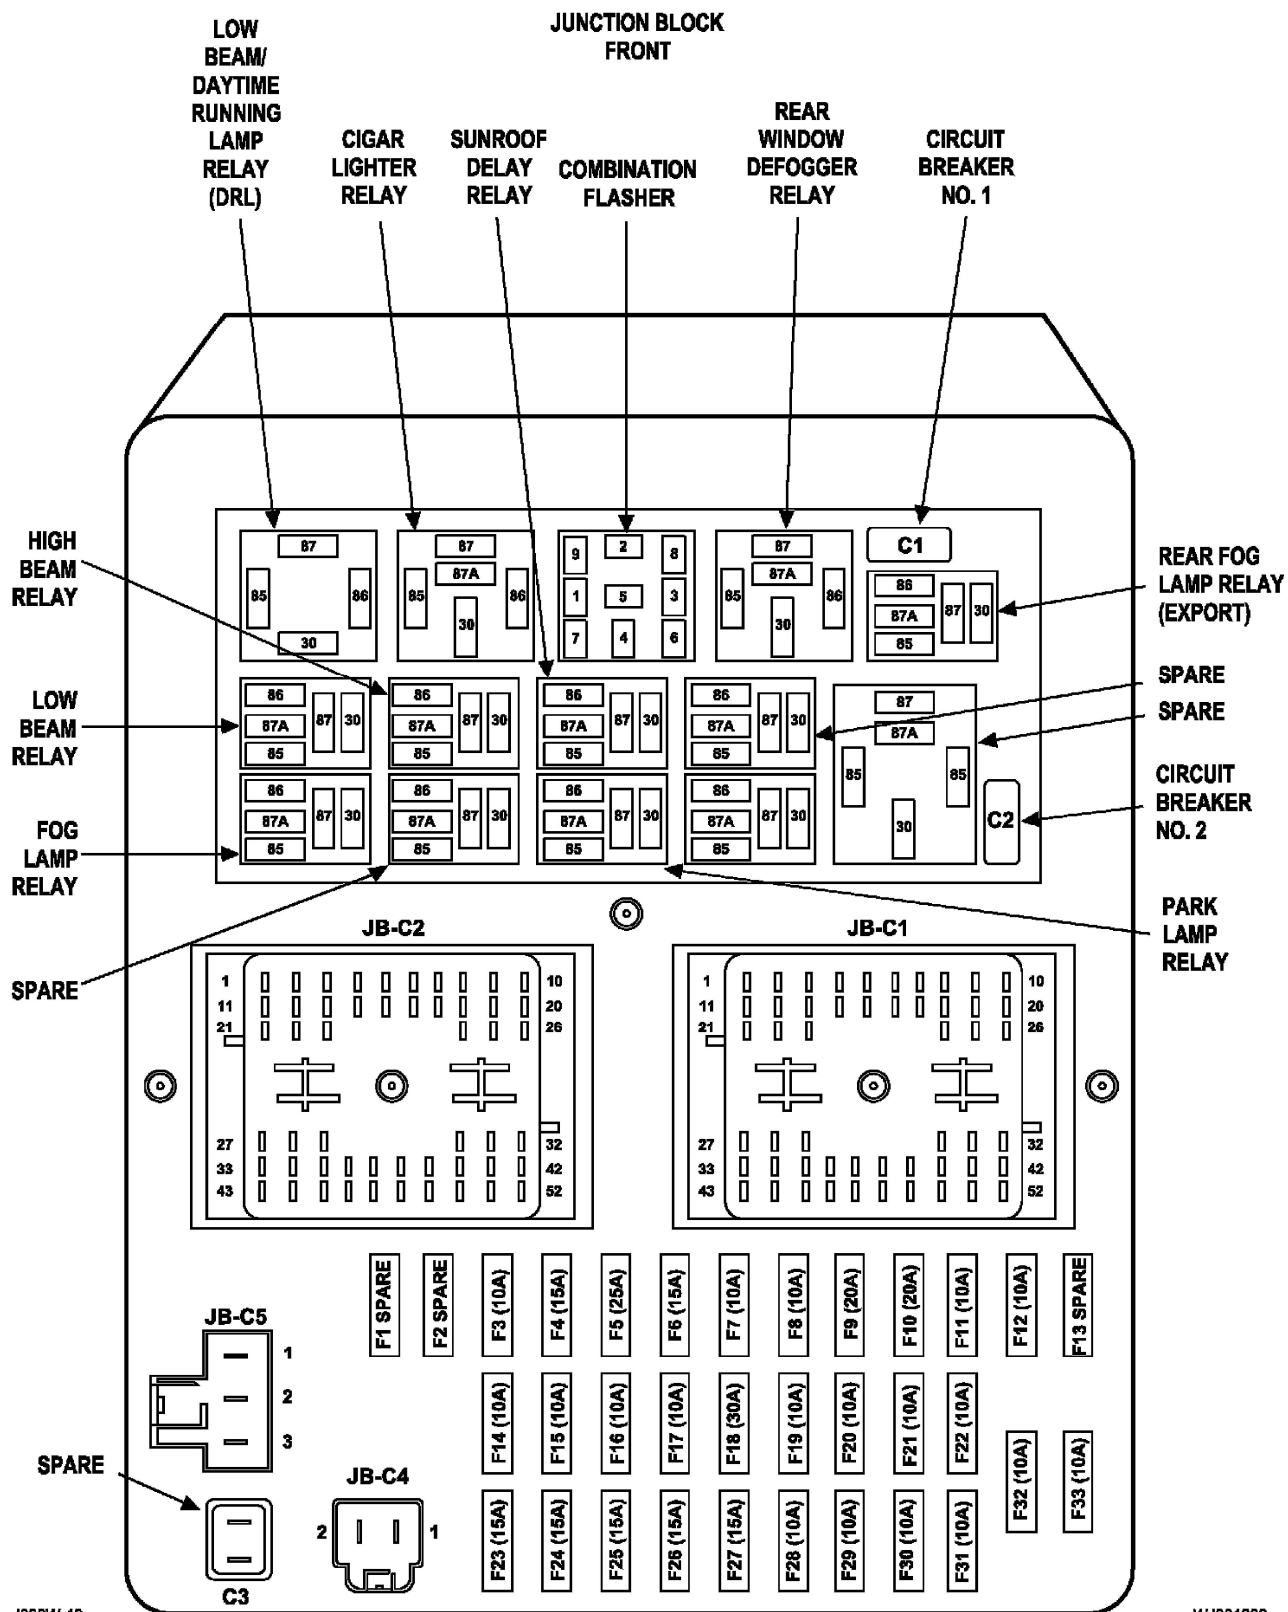 JUNCTION BLOCK
FRONT
LOW
BEAM/
DAYTIME
RUNNING
LAMP
RELAY
(DRL)
CIGAR
LIGHTER
RELAY
SUNROOF
DELAY
RELAY
COMBINATION
FLASHER
REAR
WINDOW
DEFOGGER
RELAY
CIRCUIT
BREAKER
NO. 1
HIGH
BEAM
RELAY
LOW
BEAM
RELAY
FOG
LAMP
RELAY
SPARE
REAR FOG
LAMP RELAY
(EXPORT)
SPARE
SPARE
CIRCUIT
BREAKER
NO. 2
PARK
LAMP
RELAY
87
85 86
30
87
87A
85 86
30
9 2 8
1 5 3
7 4 6
87
87A
85 86
30
C1
86
87A 87 30
85
86
87A 87 30
85
86
87A 87 30
85
86
87A 87 30
85
86
87A 87 30
85
87
87A
85 85
30
C2
86
87A 87 30
85
86
87A 87 30
85
86
87A 87 30
85
86
87A 87 30
85
JB-C2
1 10
11 20
21 26
27 32
33 42
43 52
JB-C1
1 10
11 20
21 26
27 32
33 42
43 52
F1 SPARE
F2 SPARE
F3 (10A)
F4 (15A)
F5 (25A)
F6 (15A)
F7 (10A)
F8 (10A)
F9 (20A)
F10 (20A)
F11 (10A)
F12 (10A)
F13 SPARE
F14 (10A)
F15 (10A)
F16 (10A)
F17 (10A)
F18 (30A)
F19 (10A)
F20 (10A)
F21 (10A)
F22 (10A)
F32 (10A)
F33 (10A)
F23 (15A)
F24 (15A)
F25 (15A)
F26 (15A)
F27 (15A)
F28 (10A)
F29 (10A)
F30 (10A)
F31 (10A)
JB-C5
1
2
3
SPARE
C3
JB-C4
2 1